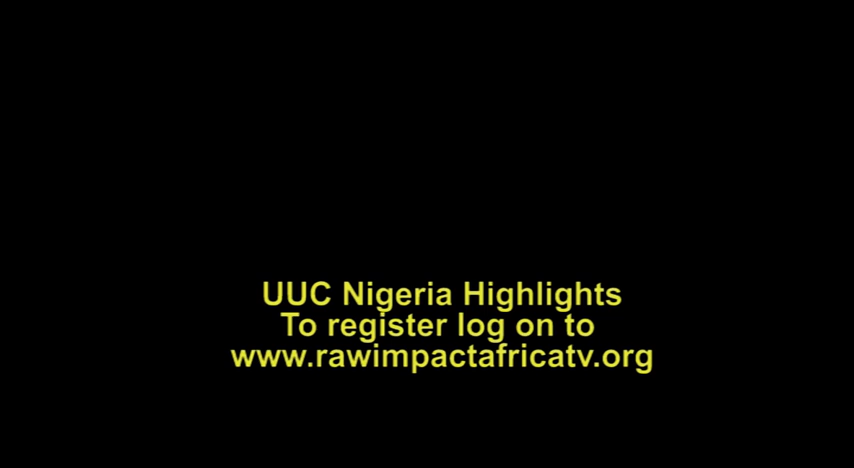 UUC Nigeria Highlights
To register log on to
www.rawimpactafricatv.org